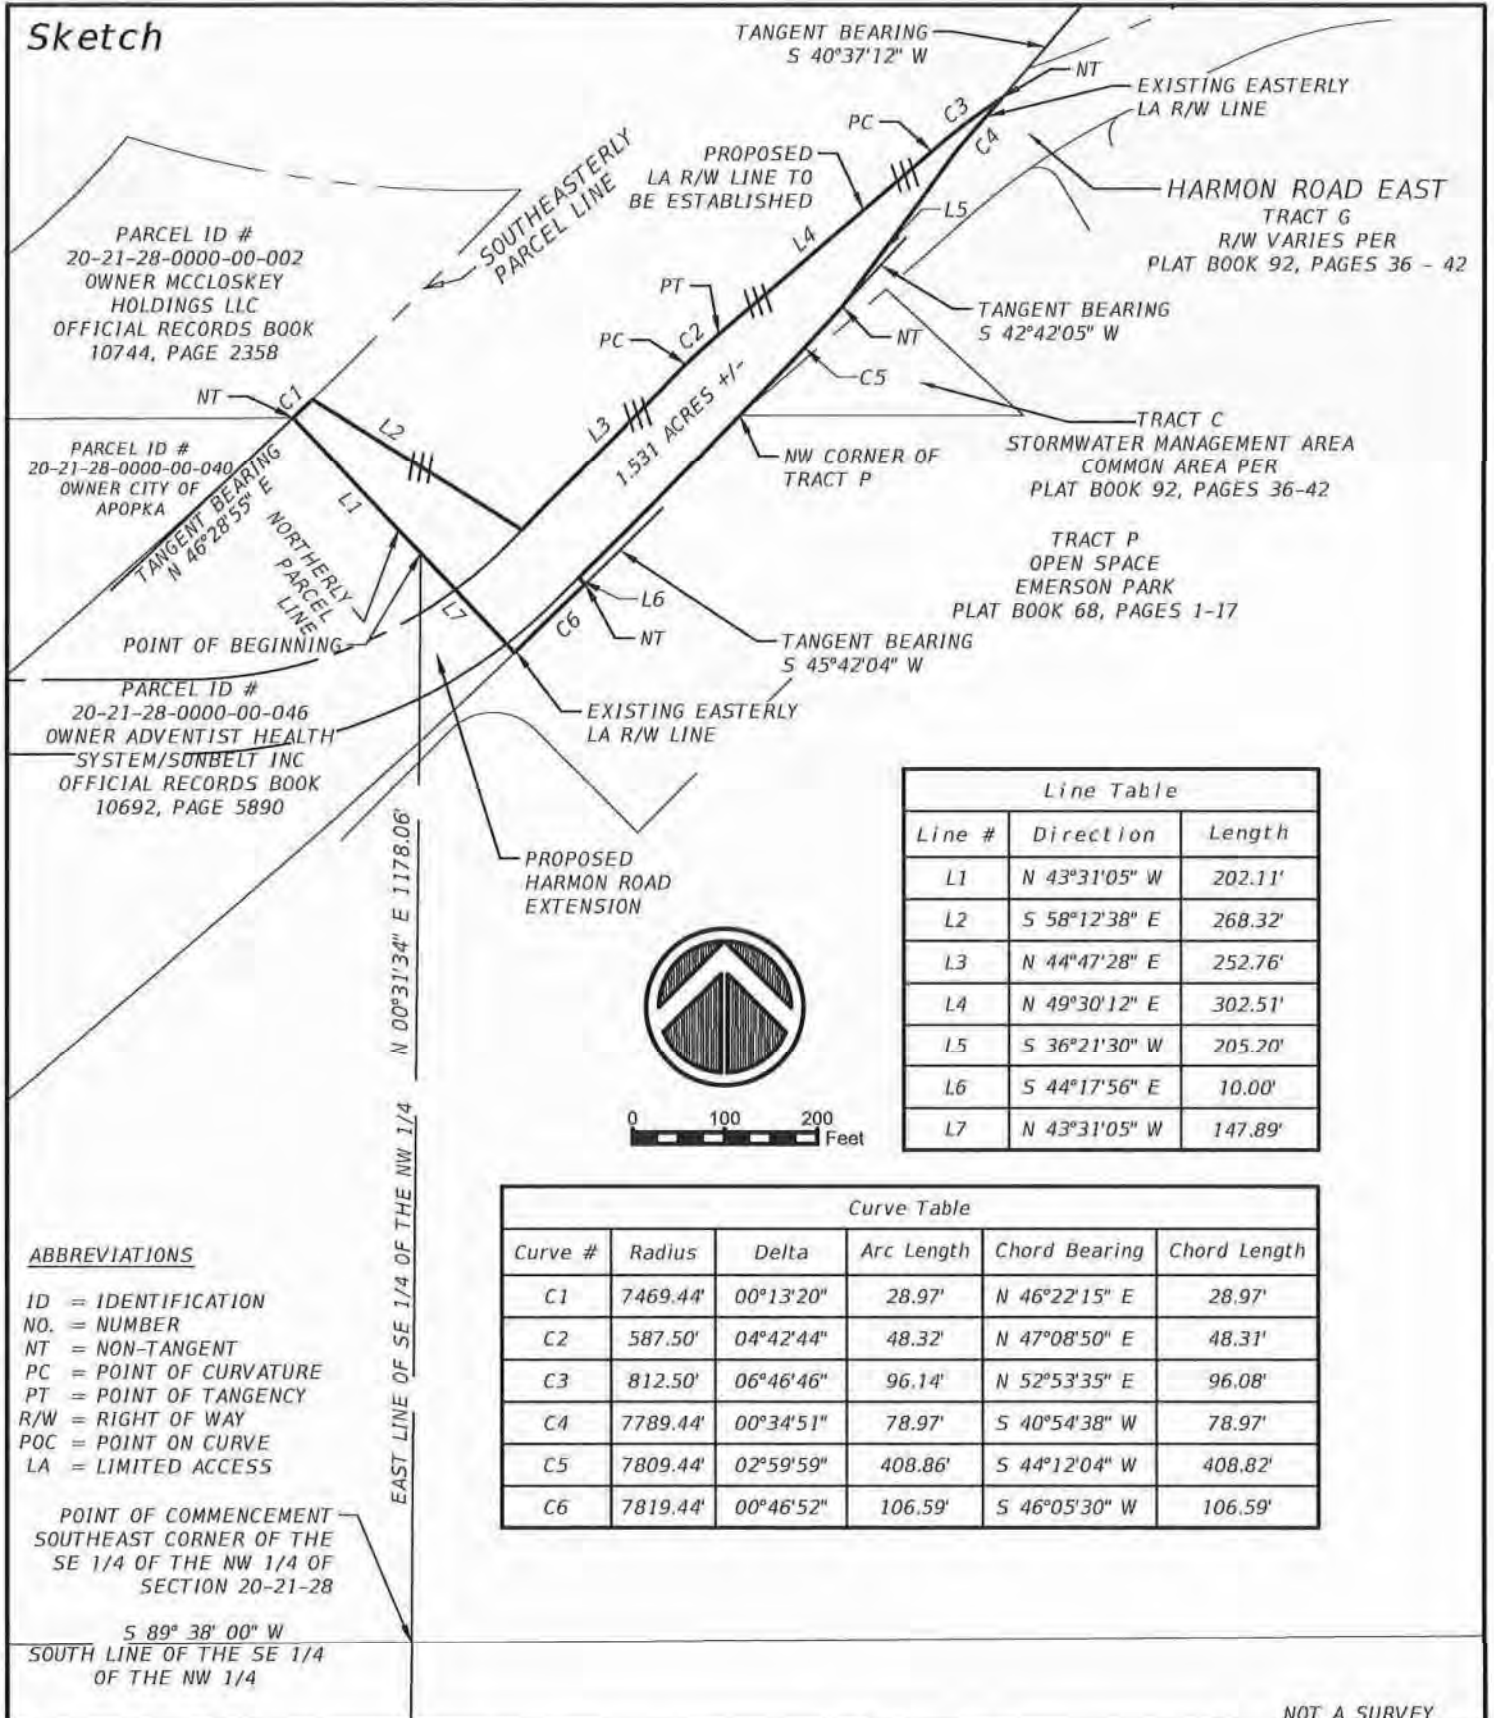 Sketch
TANGENT BEARING
S 40°37'12" W
NT
EXISTING EASTERLY
LA R/W LINE
C3
PC
C4
PROPOSED
LA R/W LINE TO
BE ESTABLISHED
HARMON ROAD EAST
TRACT G
R/W VARIES PER
PLAT BOOK 92, PAGES 36 - 42
SOUTHEASTERLY
PARCEL LINE
L5
L4
PARCEL ID #
20-21-28-0000-00-002
OWNER MCCLOSKEY
HOLDINGS LLC
OFFICIAL RECORDS BOOK
10744, PAGE 2358
PT
TANGENT BEARING
S 42°42'05" W
PC
C2
NT
C5
NT
C1
L2
L3
1.531 ACRES +/-
TRACT C
STORMWATER MANAGEMENT AREA
COMMON AREA PER
PLAT BOOK 92, PAGES 36-42
NW CORNER OF
TRACT P
PARCEL ID #
20-21-28-0000-00-040
OWNER CITY OF
APOPKA
L1
TANGENT BEARING
N 46°28'55" E
NORTHERLY
PARCEL
LINE
TRACT P
OPEN SPACE
EMERSON PARK
PLAT BOOK 68, PAGES 1-17
L7
L6
C6
NT
POINT OF BEGINNING
TANGENT BEARING
S 45°42'04" W
PARCEL ID #
20-21-28-0000-00-046
OWNER ADVENTIST HEALTH
SYSTEM/SUNBELT INC
OFFICIAL RECORDS BOOK
10692, PAGE 5890
EXISTING EASTERLY
LA R/W LINE
PROPOSED
HARMON ROAD
EXTENSION
N 00°31'34" E 1178.06'
EAST LINE OF SE 1/4 OF THE NW 1/4
Line Table
Line # Direction Length
L1 N 43°31'05" W 202.11'
L2 S 58°12'38" E 268.32'
L3 N 44°47'28" E 252.76'
L4 N 49°30'12" E 302.51'
L5 S 36°21'30" W 205.20'
L6 S 44°17'56" E 10.00'
L7 N 43°31'05" W 147.89'
0 100 200
Feet
Curve Table
Curve # Radius Delta Arc Length Chord Bearing Chord Length
C1 7469.44' 00°13'20" 28.97' N 46°22'15" E 28.97'
C2 587.50' 04°42'44" 48.32' N 47°08'50" E 48.31'
C3 812.50' 06°46'46" 96.14' N 52°53'35" E 96.08'
C4 7789.44' 00°34'51" 78.97' S 40°54'38" W 78.97'
C5 7809.44' 02°59'59" 408.86' S 44°12'04" W 408.82'
C6 7819.44' 00°46'52" 106.59' S 46°05'30" W 106.59'
ABBREVIATIONS
ID = IDENTIFICATION
NO. = NUMBER
NT = NON-TANGENT
PC = POINT OF CURVATURE
PT = POINT OF TANGENCY
R/W = RIGHT OF WAY
POC = POINT ON CURVE
LA = LIMITED ACCESS
POINT OF COMMENCEMENT
SOUTHEAST CORNER OF THE
SE 1/4 OF THE NW 1/4 OF
SECTION 20-21-28
S 89° 38' 00" W
SOUTH LINE OF THE SE 1/4
OF THE NW 1/4
NOT A SURVEY